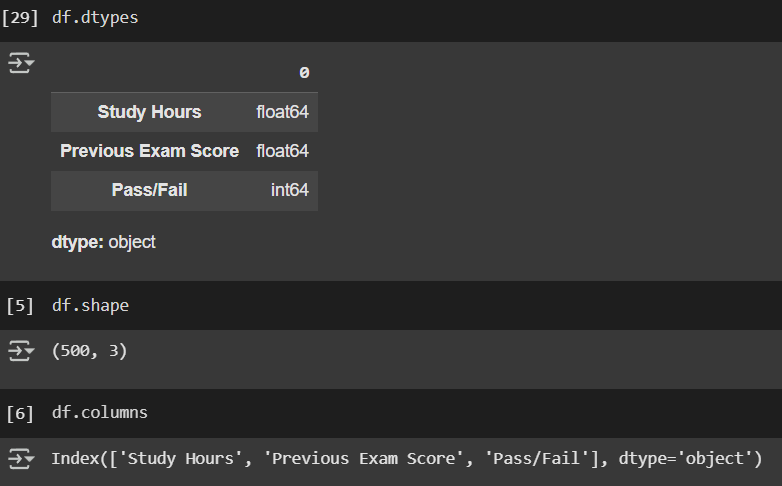 [29] df.dtypes
0
Study Hours float64
Previous Exam Score float64
Pass/Fail int64
dtype: object
[5] df.shape
(500, 3)
[6] df.columns
Index(['Study Hours', 'Previous Exam Score', 'Pass/Fail'], dtype='object')